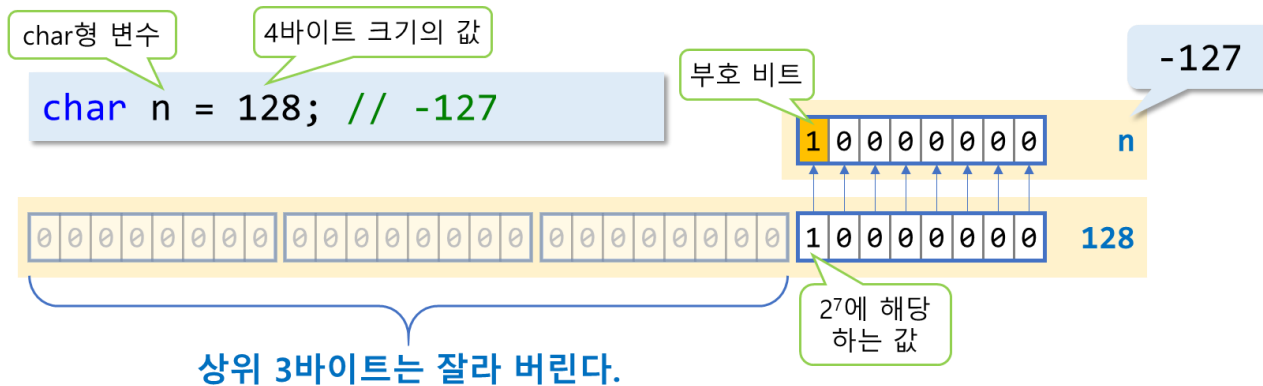 char형 변수
4바이트 크기의 값
부호 비트
-127
char n = 128; // -127
1 0 0 0 0 0 0 0 n
0 0 0 0 0 0 0 0 0 0 0 0 0 0 0 0 0 0 0 0 0 0 0 0 1 0 0 0 0 0 0 0 128
2⁷에 해당
하는 값
상위 3바이트는 잘라 버린다.